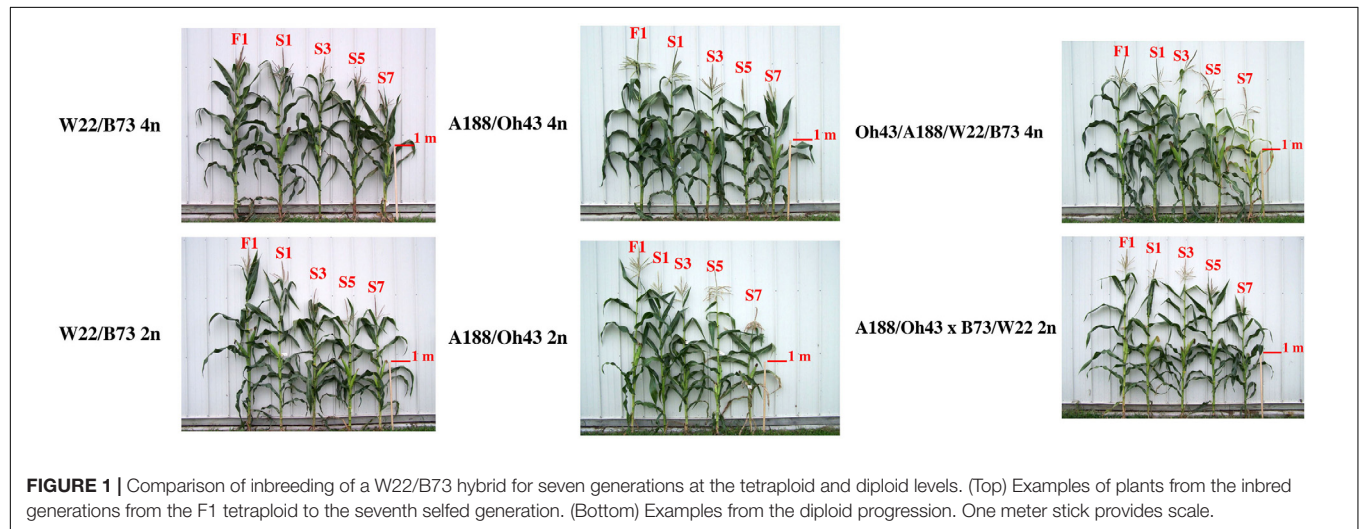 F1
S1
S3
S5
S7
W22/B73 4n
1 m
F1
S1
S3
S5
S7
A188/Oh43 4n
1 m
F1
S1
S3
S5
S7
Oh43/A188/W22/B73 4n
1 m
F1
S1
S3
S5
S7
W22/B73 2n
1 m
F1
S1
S3
S5
S7
A188/Oh43 2n
1 m
F1
S1
S3
S5
S7
A188/Oh43 x B73/W22 2n
1 m
FIGURE 1 | Comparison of inbreeding of a W22/B73 hybrid for seven generations at the tetraploid and diploid levels. (Top) Examples of plants from the inbred
generations from the F1 tetraploid to the seventh selfed generation. (Bottom) Examples from the diploid progression. One meter stick provides scale.